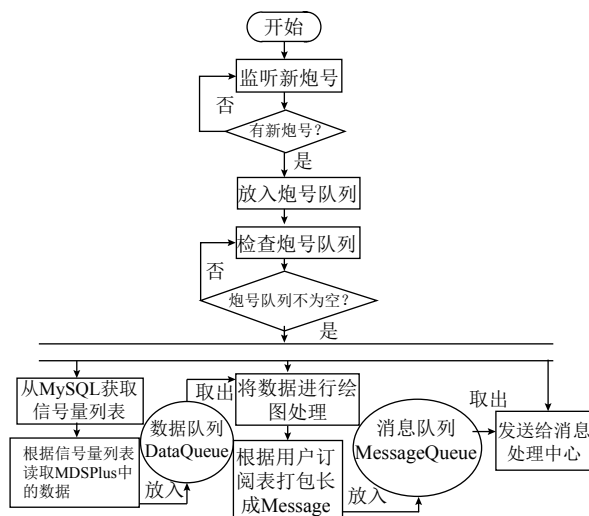 开始
监听新炮号
否
有新炮号?
是
放入炮号队列
检查炮号队列
否
炮号队列不为空?
是
从MySQL获取
信号量列表
根据信号量列表
读取MDSPlus中
的数据
放入
数据队列
DataQueue
取出
将数据进行绘
图处理
根据用户订
阅表打包长
成Message
放入
消息队列
MessageQueue
取出
发送给消息
处理中心